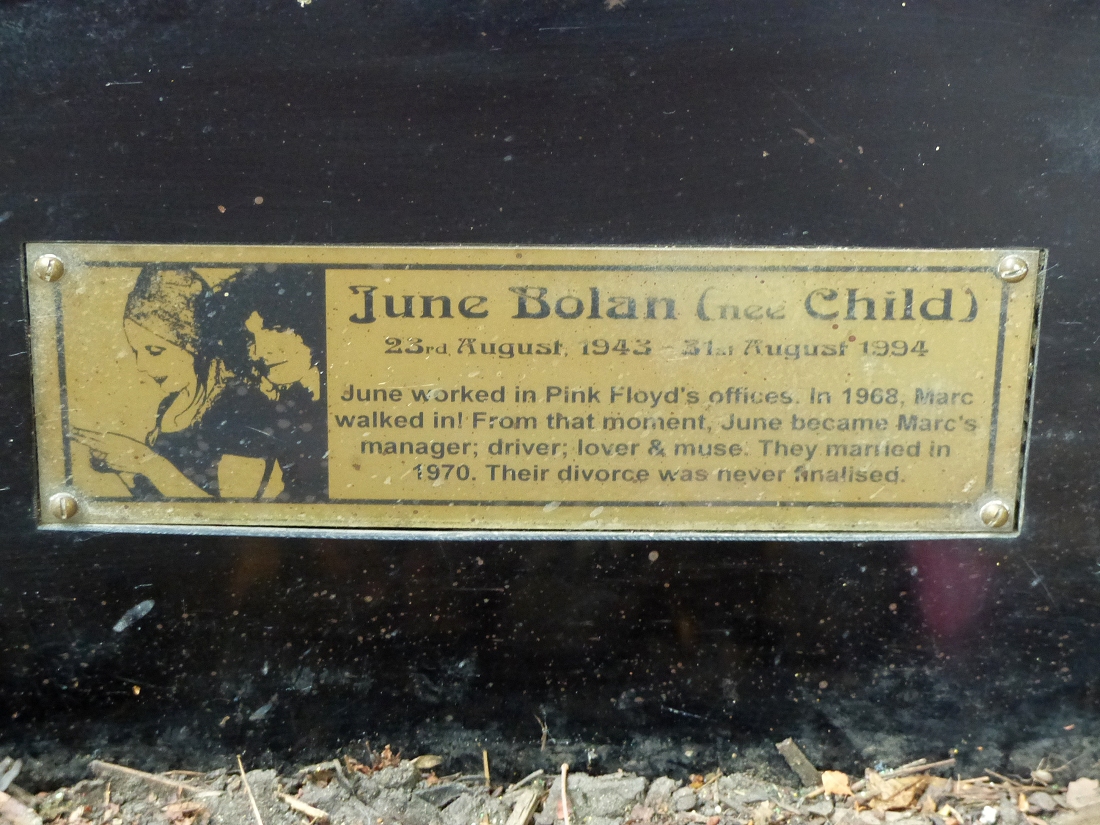 June Bolan (nee Child)
23rd August, 1943 - 31st August 1994
June worked in Pink Floyd's offices. In 1968, Marc
walked in! From that moment, June became Marc's
manager; driver; lover & muse. They married in
1970. Their divorce was never finalised.